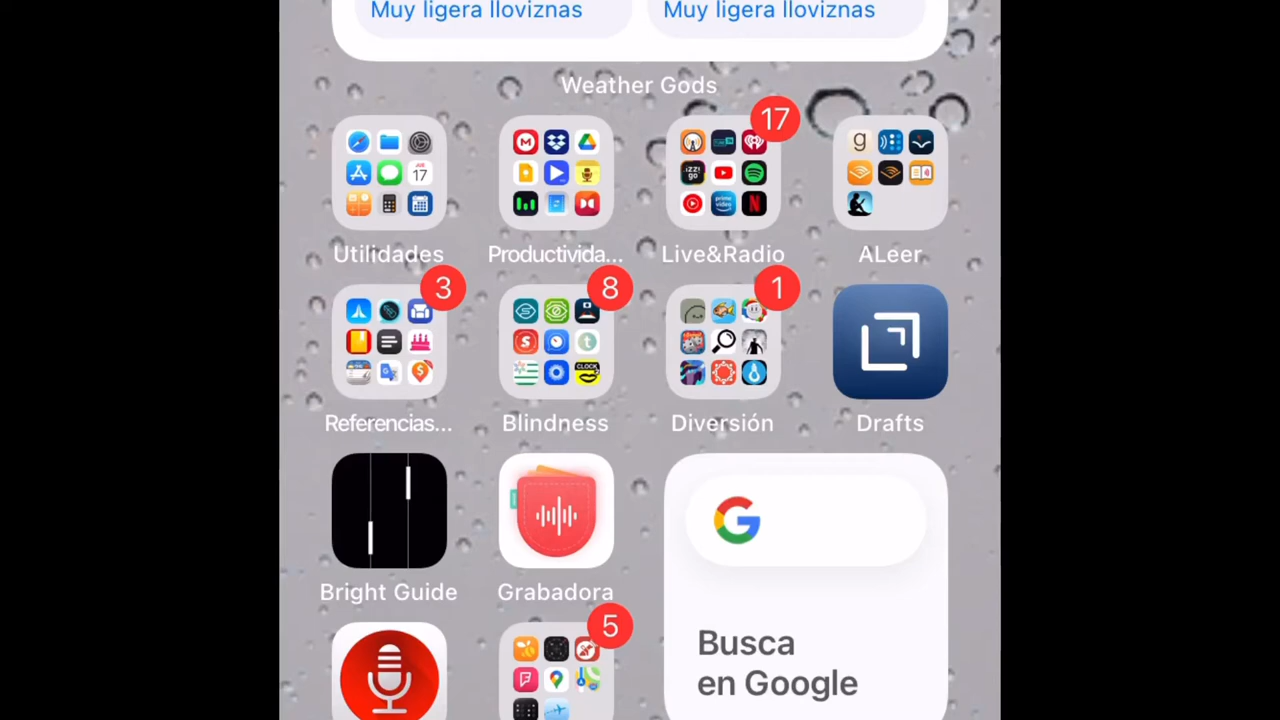 Muy ligera lloviznas
Muy ligera lloviznas
Weather Gods
17
17
Utilidades
Productivida...
Live&Radio
ALeer
3
8
1
Referencias...
Blindness
Diversión
Drafts
Bright Guide
Grabadora
5
Busca
en Google